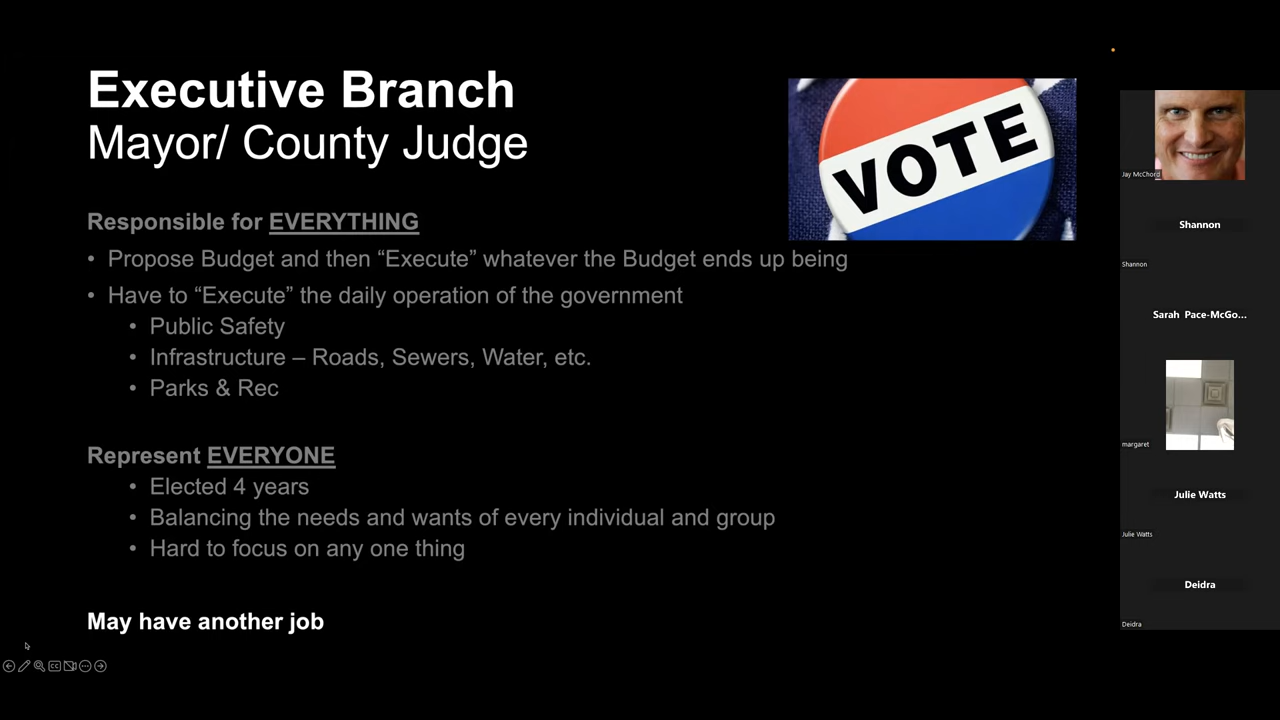 Executive Branch
Mayor/ County Judge
VOTE
Responsible for EVERYTHING
• Propose Budget and then “Execute” whatever the Budget ends up being
• Have to “Execute” the daily operation of the government
• Public Safety
• Infrastructure – Roads, Sewers, Water, etc.
• Parks & Rec
Represent EVERYONE
• Elected 4 years
• Balancing the needs and wants of every individual and group
• Hard to focus on any one thing
May have another job
CC
Jay McChord
Shannon
Shannon
Sarah Pace-McGo...
margaret
Julie Watts
Julie Watts
Deidra
Deidra